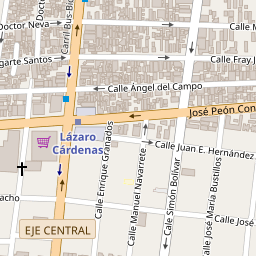 Doctor Neva
Calle M
Carril Bus-Bic
Calle Fray J
garte Santos
Calle Ángel del Campo
José Peón Con
Lázaro
Cárdenas
Calle Enrique Granados
Calle Juan E. Hernández
Calle Manuel Navarrete
Calle Simón Bolívar
Calle José María Bustillos
acho
Calle José
EJE CENTRAL